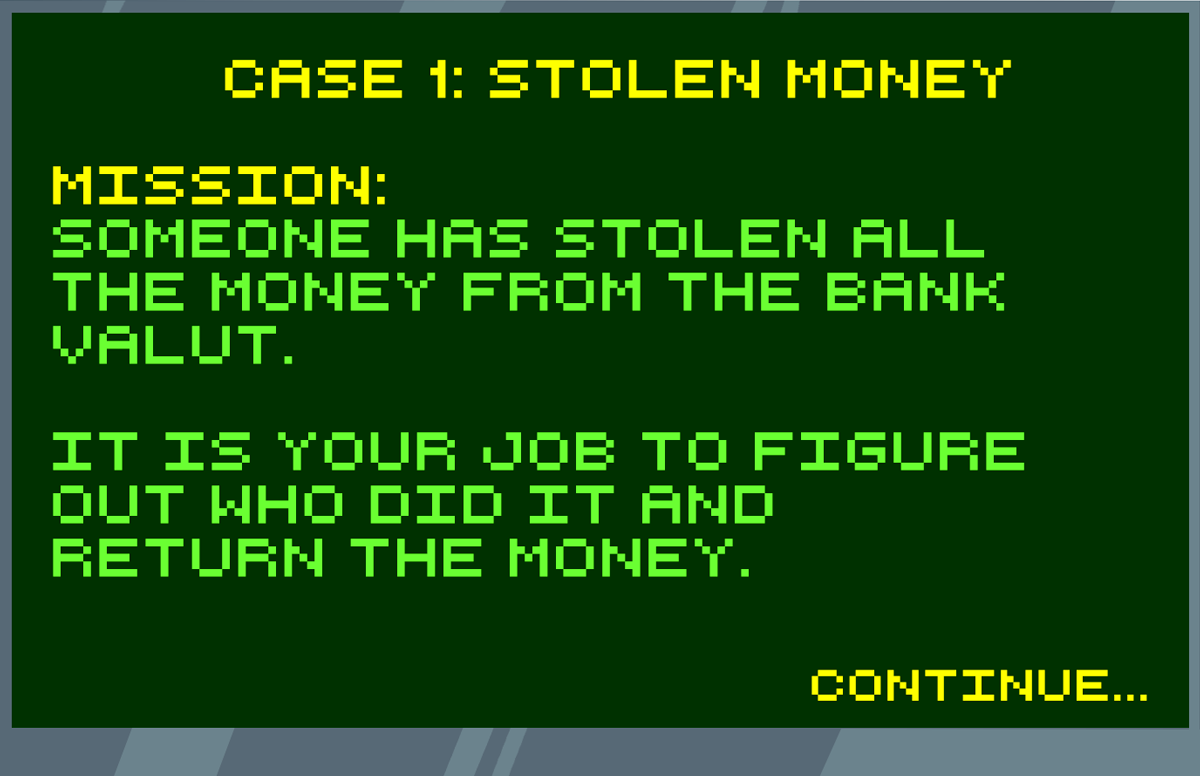 CASE 1: STOLEN MONEY
MISSION:
SOMEONE HAS STOLEN ALL
THE MONEY FROM THE BANK
VALUT.
IT IS YOUR JOB TO FIGURE
OUT WHO DID IT AND
RETURN THE MONEY.
CONTINUE...